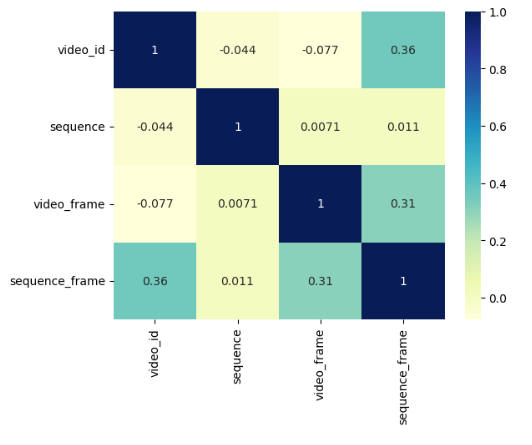 video_id 1 -0.044 -0.077 0.36
sequence -0.044 1 0.0071 0.011
video_frame -0.077 0.0071 1 0.31
sequence_frame 0.36 0.011 0.31 1
video_id sequence video_frame sequence_frame
1.0
0.8
0.6
0.4
0.2
0.0